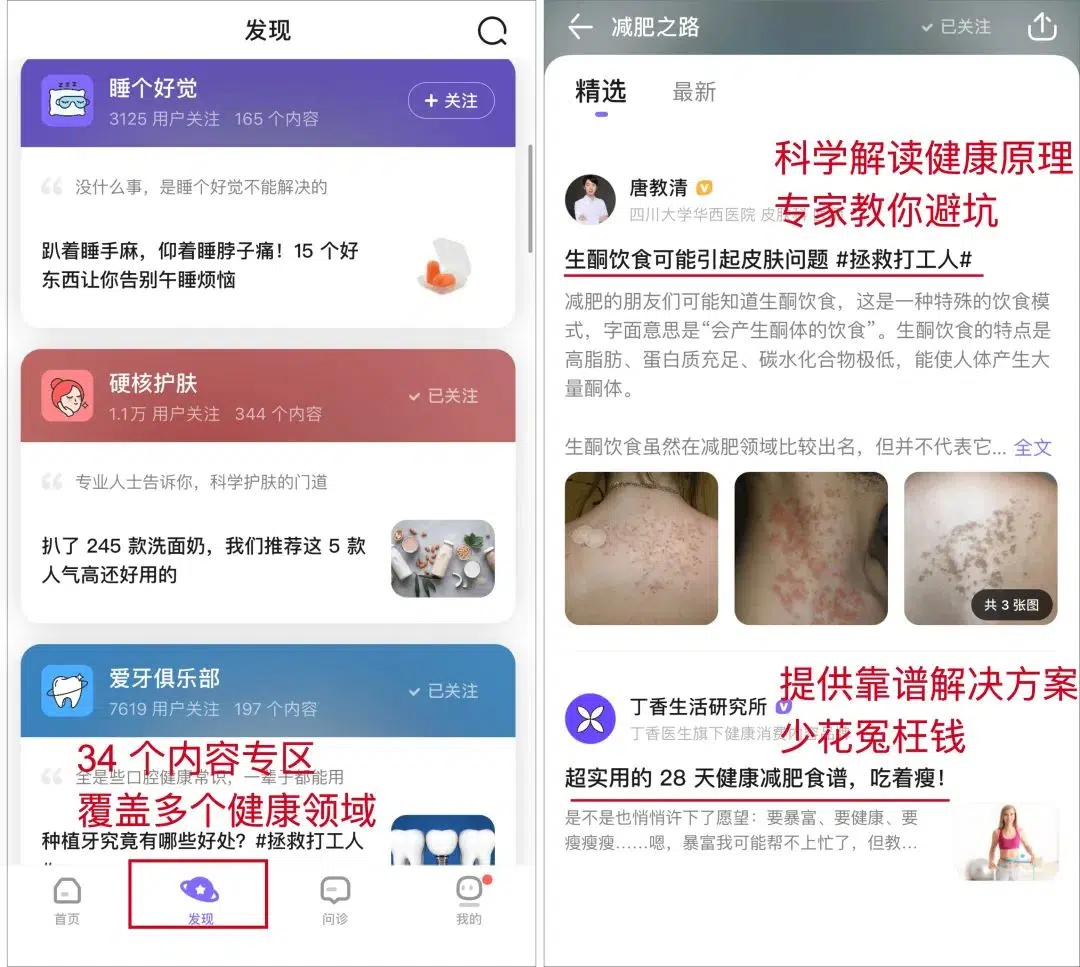 发现
睡个好觉
3125 用户关注 165 个内容
+ 关注
没什么事，是睡个好觉不能解决的
趴着睡手麻，仰着睡脖子痛！15 个好
东西让你告别午睡烦恼
硬核护肤
1.1万 用户关注 344 个内容
已关注
专业人士告诉你，科学护肤的门道
扒了 245 款洗面奶，我们推荐这 5 款
人气高还好用的
爱牙俱乐部
7619 用户关注 197 个内容
已关注
34 个内容专区
全是些口腔健康常识，一辈子都能用
覆盖多个健康领域
种植牙究竟有哪些好处？#拯救打工人
首页
发现
问诊
我的
减肥之路
已关注
精选
最新
科学解读健康原理
专家教你避坑
唐教清
四川大学华西医院 皮肤
生酮饮食可能引起皮肤问题 #拯救打工人#
减肥的朋友们可能知道生酮饮食，这是一种特殊的饮食模
式，字面意思是“会产生酮体的饮食”。生酮饮食的特点是
高脂肪、蛋白质充足、碳水化合物极低，能使人体产生大
量酮体。
生酮饮食虽然在减肥领域比较出名，但并不代表它... 全文
共 3 张图
提供靠谱解决方案
少花冤枉钱
丁香生活研究所
丁香医生旗下健康消费内容品牌
超实用的 28 天健康减肥食谱，吃着瘦！
是不是也悄悄许下了愿望：要暴富、要健康、要
瘦瘦瘦……嗯，暴富我可能帮不上忙了，但教...